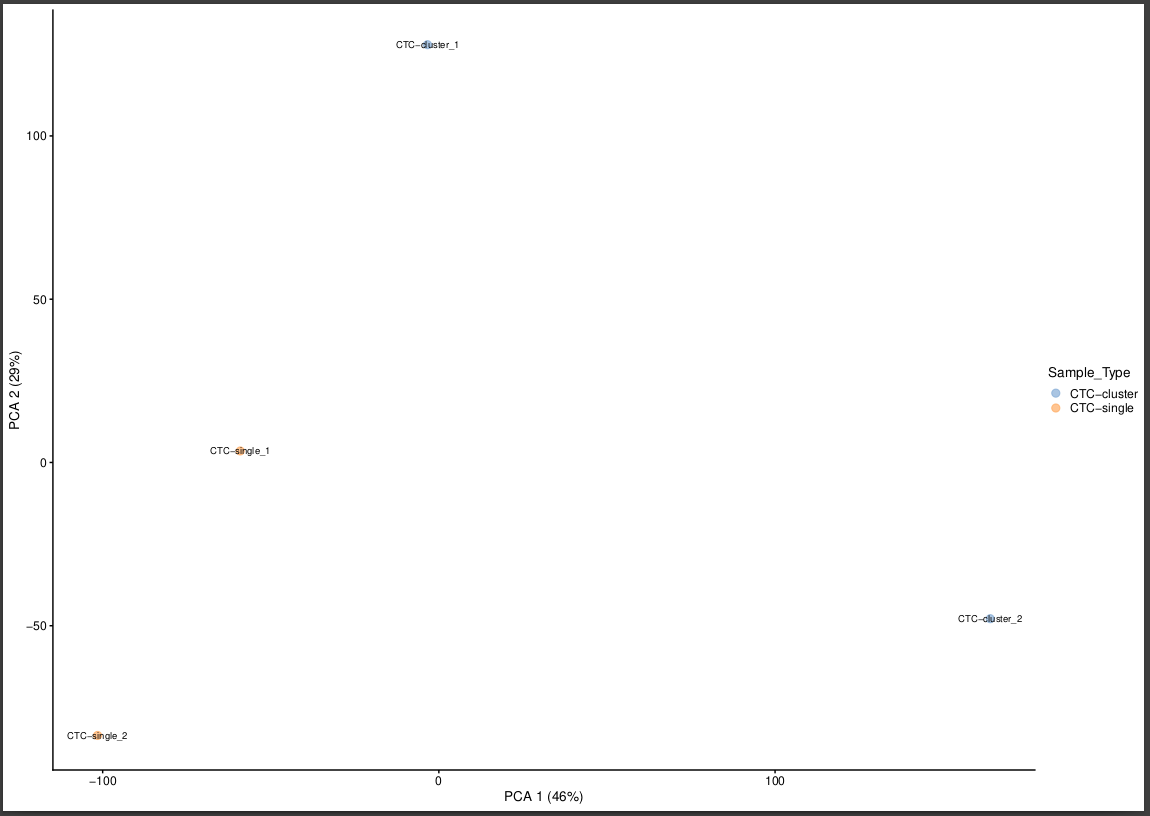 CTC−cluster_1
100
50
PCA 2 (29%)
Sample_Type
CTC−cluster
CTC−single
CTC−single_1
0
CTC−cluster_2
−50
CTC−single_2
−100
0
100
PCA 1 (46%)